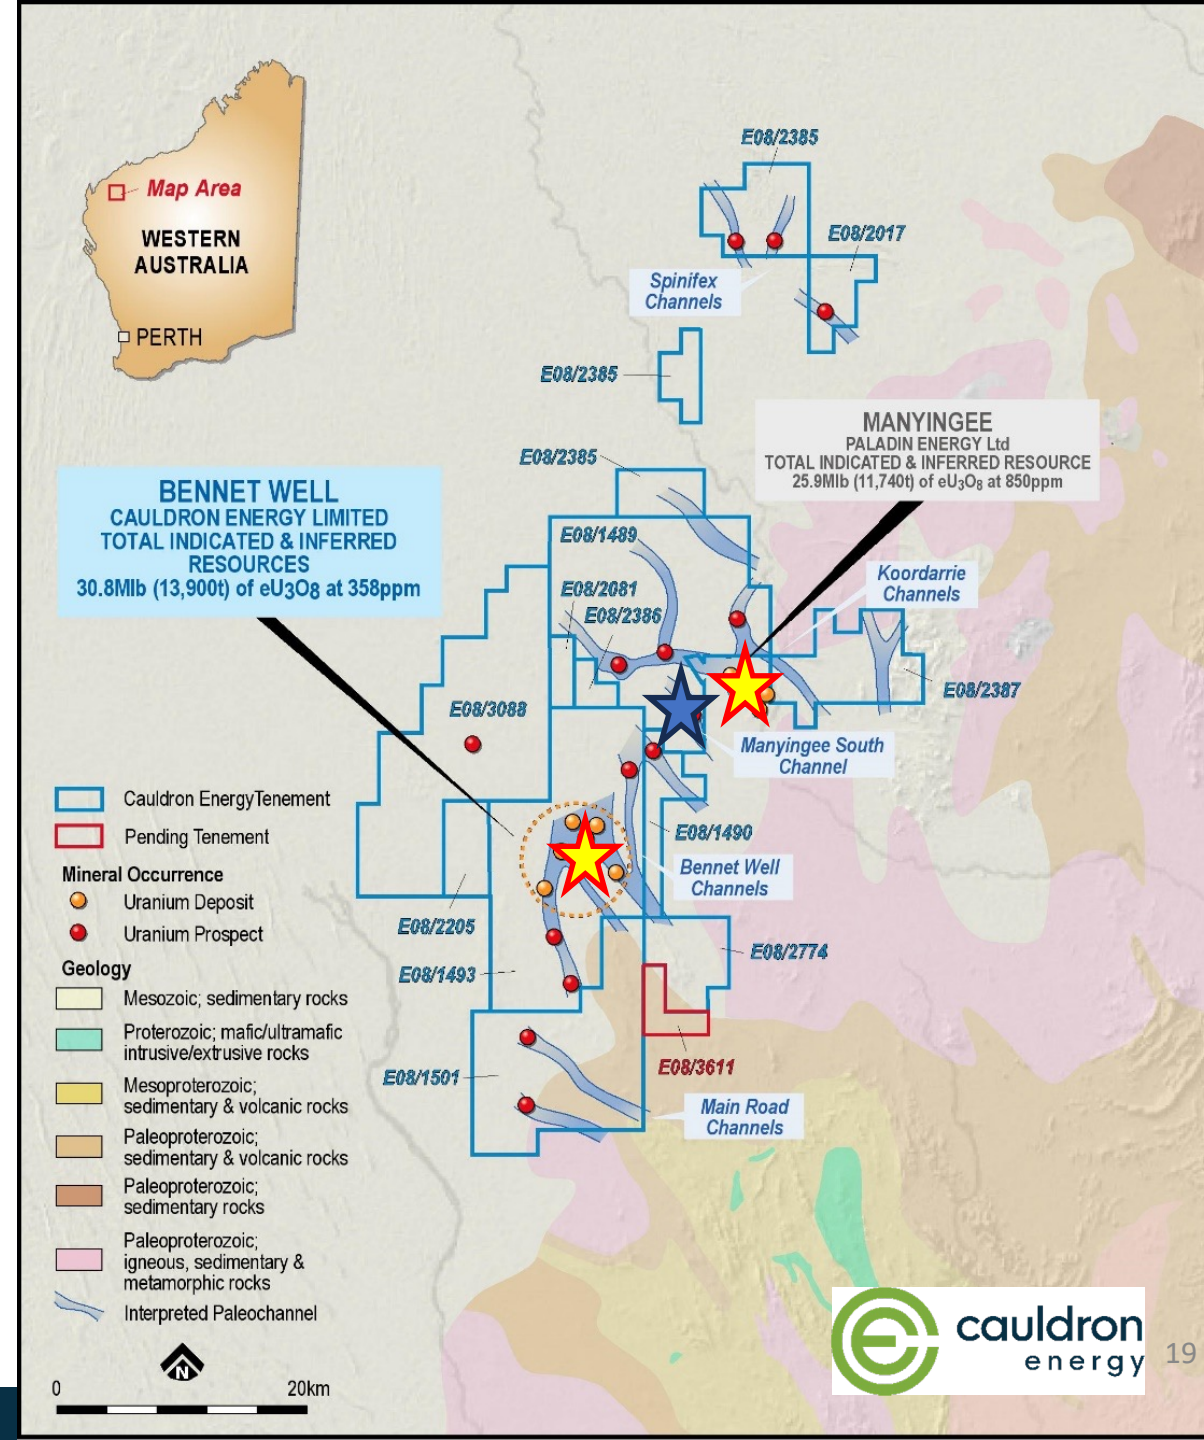 Map Area
WESTERN
AUSTRALIA
PERTH
E08/2385
E08/2017
Spinifex
Channels
E08/2385
MANYINGEE
PALADIN ENERGY Ltd
TOTAL INDICATED & INFERRED RESOURCE
25.9Mlb (11,740t) of eU3O8 at 850ppm
E08/2385
BENNET WELL
CAULDRON ENERGY LIMITED
TOTAL INDICATED & INFERRED
RESOURCES
30.8Mlb (13,900t) of eU3O8 at 358ppm
E08/1489
Koordarrie
Channels
E08/2081
E08/2386
E08/2387
E08/3088
Manyingee South
Channel
E08/1490
Bennet Well
Channels
E08/2205
E08/2774
E08/1493
E08/3611
E08/1501
Main Road
Channels
Cauldron EnergyTenement
Pending Tenement
Mineral Occurrence
Uranium Deposit
Uranium Prospect
Geology
Mesozoic; sedimentary rocks
Proterozoic; mafic/ultramafic
intrusive/extrusive rocks
Mesoproterozoic;
sedimentary & volcanic rocks
Paleoproterozoic;
sedimentary & volcanic rocks
Paleoproterozoic;
sedimentary rocks
Paleoproterozoic;
igneous, sedimentary &
metamorphic rocks
Interpreted Paleochannel
N
0 20km
cauldron
energy
19